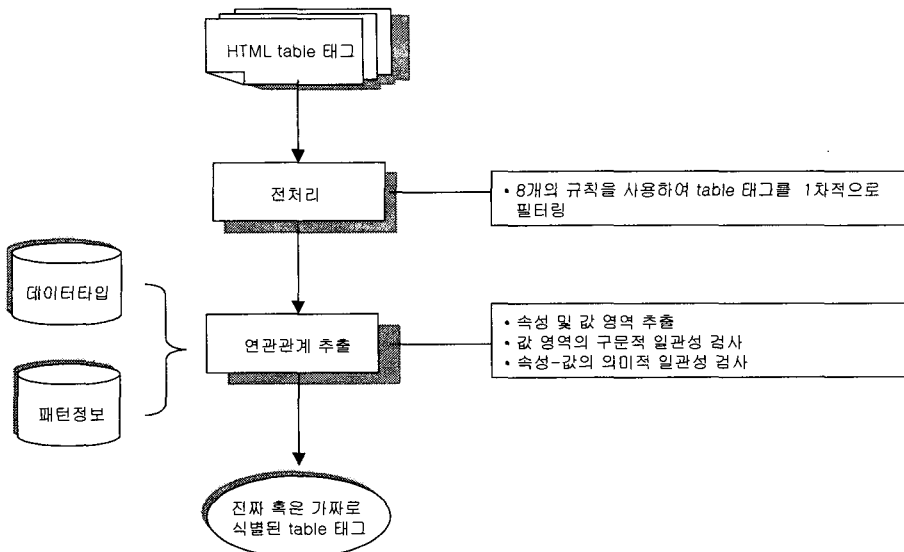 HTML table 태그
전처리
• 8개의 규칙을 사용하여 table 태그를 1차적으로
필터링
데이터타입
연관관계 추출
• 속성 및 값 영역 추출
• 값 영역의 구문적 일관성 검사
• 속성-값의 의미적 일관성 검사
패턴정보
진짜 혹은 가짜로
식별된 table 태그